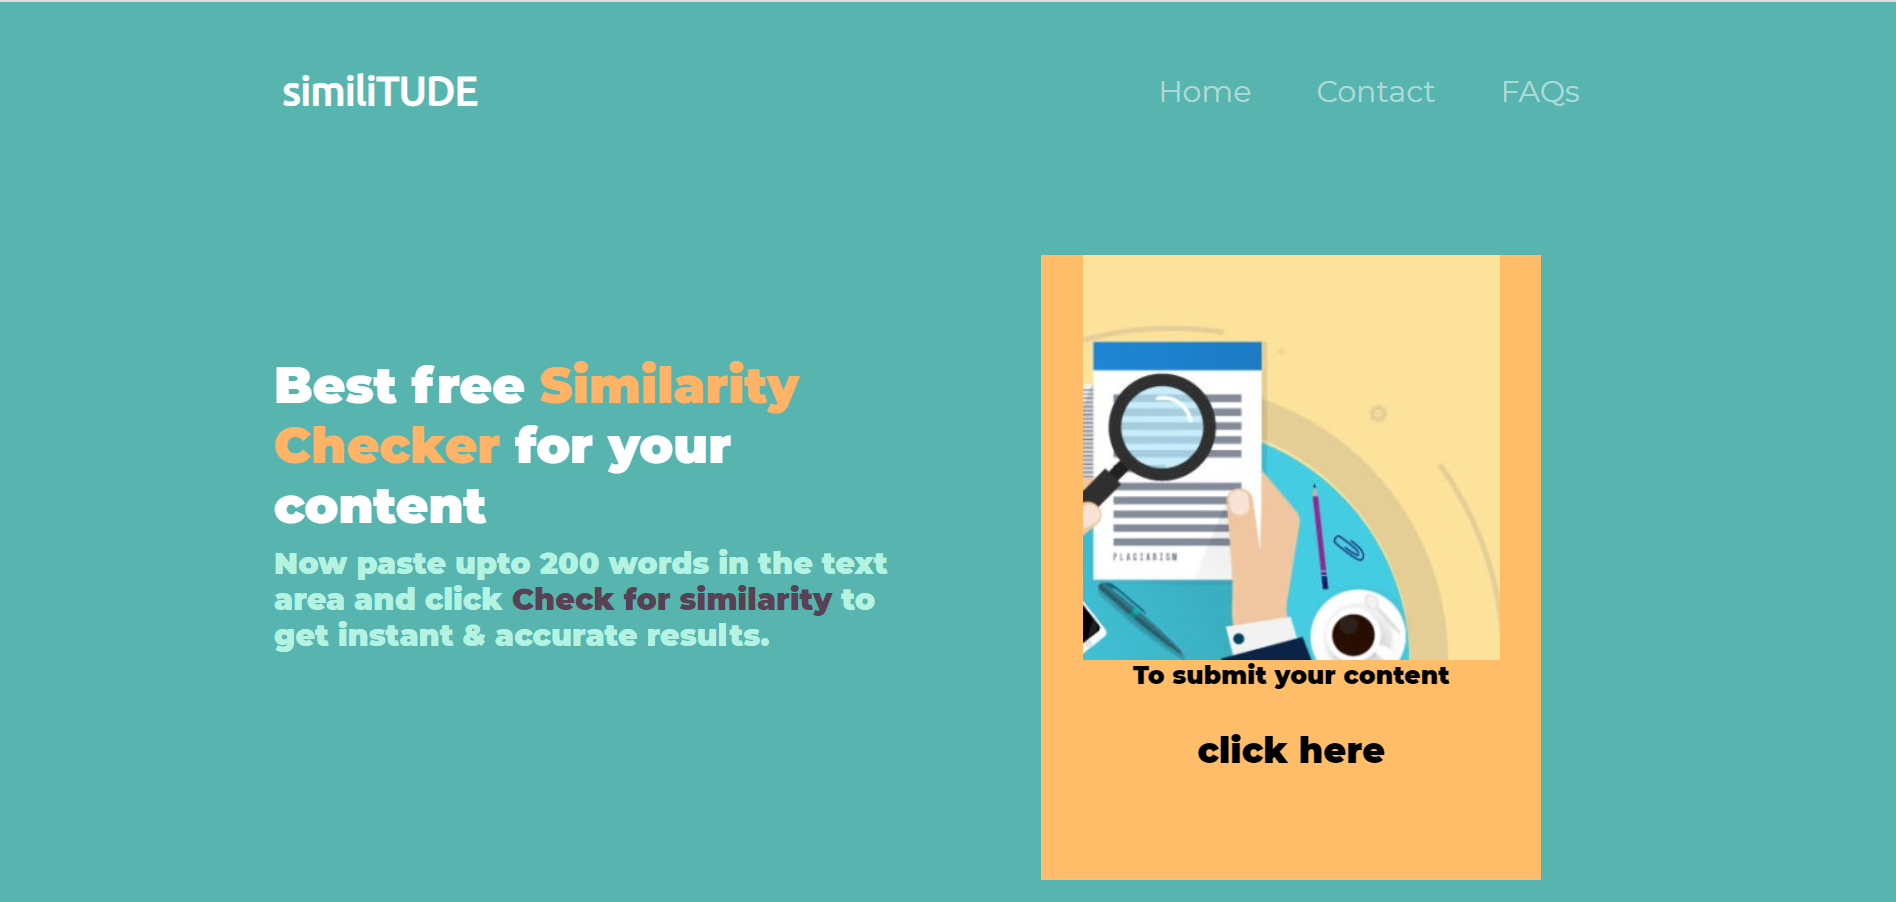 similiTUDE
Home Contact FAQs
Best free Similarity
Checker for your
content
Now paste upto 200 words in the text
area and click Check for similarity to
get instant & accurate results.
PLAGIARISM
To submit your content
click here